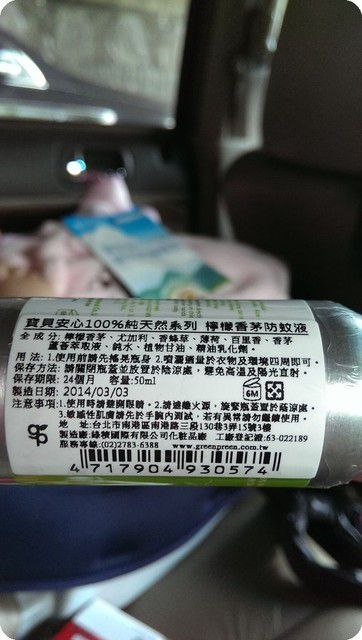 寶貝安心100%純天然系列 檸檬香茅防蚊液
全 成 分: 檸檬香茅、尤加利、香蜂草、薄荷、百里香、香茅
蘆薈萃取液、純水、植物甘油、精油乳化劑。
用 法: 1.使用前請先搖晃瓶身 2.噴灑適量於衣物及環境四周即可。
保存方法: 請關閉瓶蓋並放置於陰涼處, 避免高溫及陽光直射。
保存期限: 24個月 容量:50ml
製造日期: 2014/03/03
6M
注意事項: 1.使用時請避開眼睛。2.請遠離火源, 旋緊瓶蓋置於蔭涼處。
3.敏感性肌膚請先於手腕內測試, 若有異常請勿繼續使用。
地 址:台北市南港區南港路三段130巷3弄15號3樓
製造廠:綠積國際有限公司化粧品廠 工廠登記證:63-022189
服務專線:(02)2783-6388 www.greenpreen.com.tw
gp
4 717904 930574